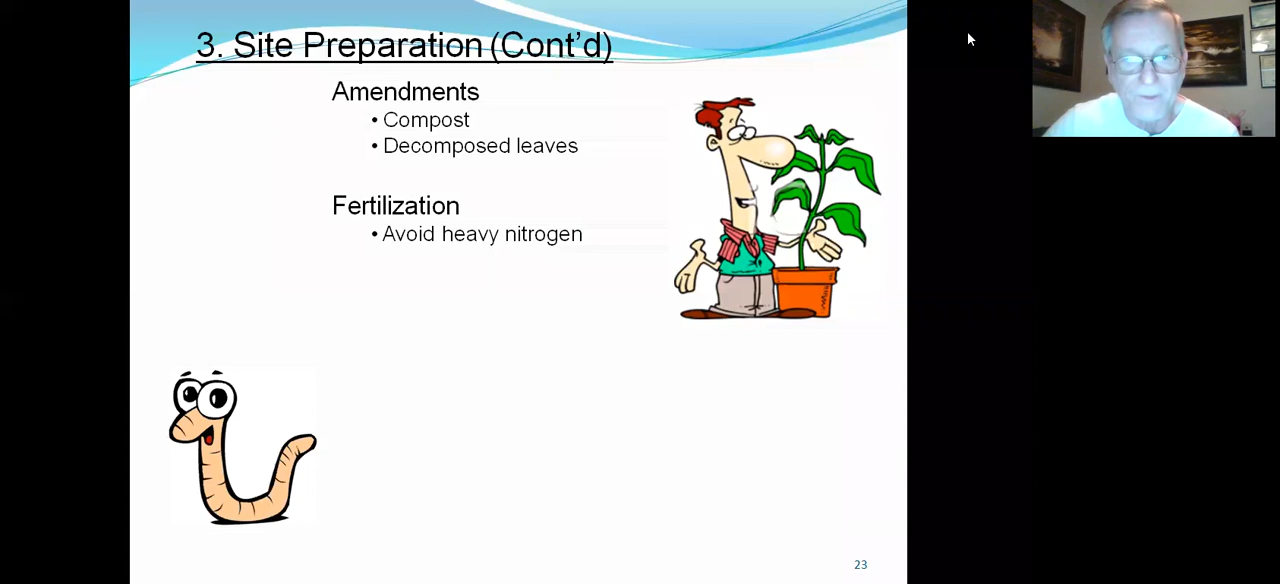 3. Site Preparation (Cont’d)
Amendments
• Compost
• Decomposed leaves
Fertilization
• Avoid heavy nitrogen
23